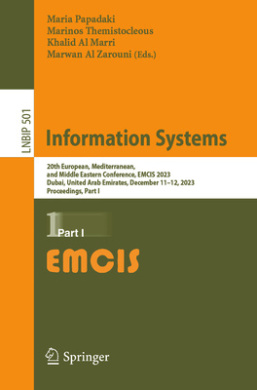 Maria Papadaki
Marinos Themistocleous
Khalid Al Marri
Marwan Al Zarouni (Eds.)
LNBIP 501
Information Systems
20th European, Mediterranean,
and Middle Eastern Conference, EMCIS 2023
Dubai, United Arab Emirates, December 11–12, 2023
Proceedings, Part I
1
Part I
EMCIS
Springer